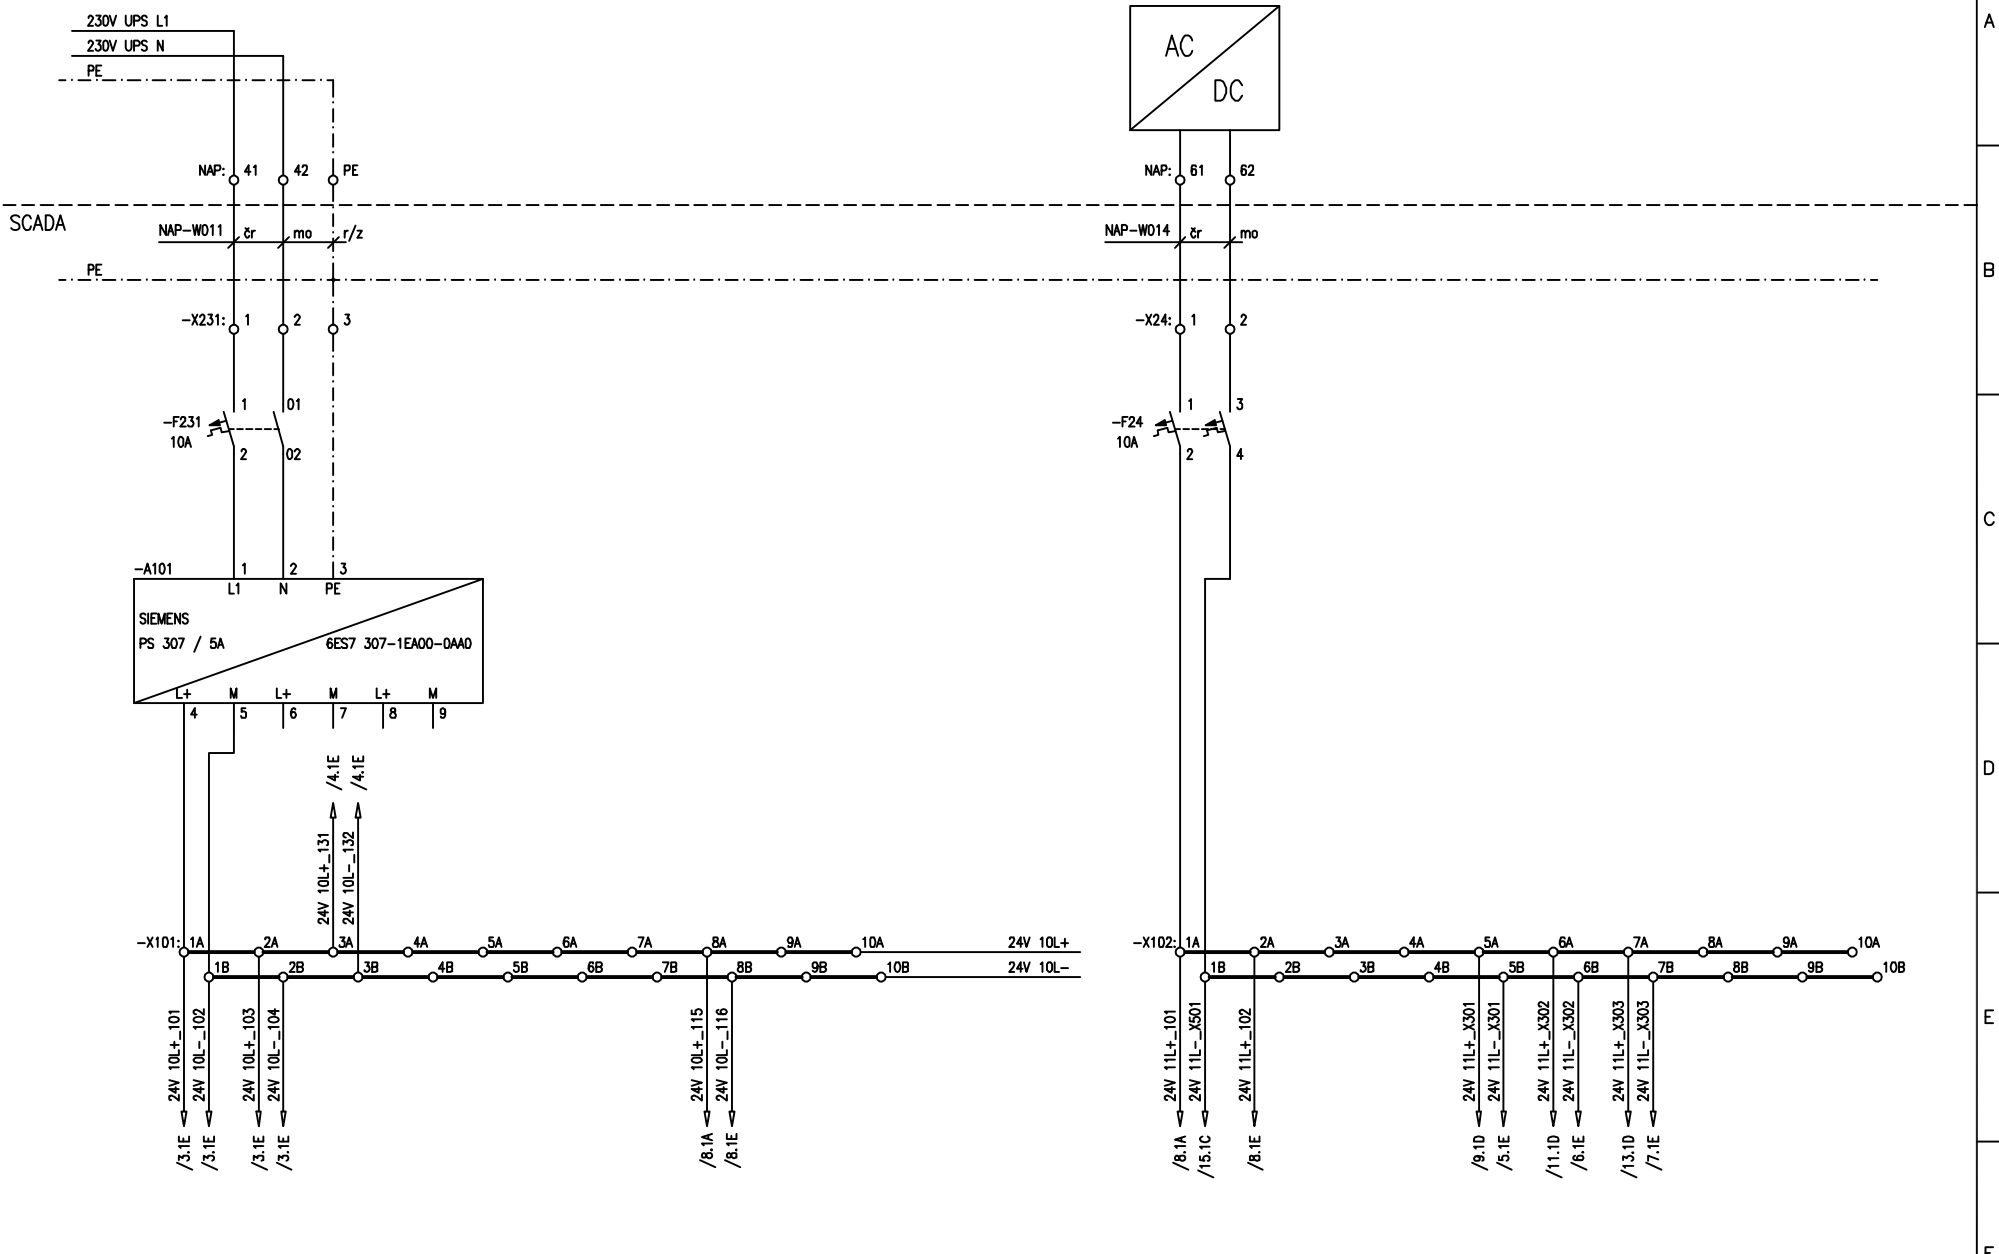 230V UPS L1
230V UPS N
PE
AC
DC
A
NAP: 41 42 PE
NAP: 61 62
SCADA
NAP-W011 čr mo r/z
NAP-W014 čr mo
PE
B
-X231: 1 2 3
-X24: 1 2
1 01
-F231
10A
2 02
1 3
-F24
10A
2 4
C
-A101 1 2 3
L1 N PE
SIEMENS
PS 307 / 5A 6ES7 307-1EA00-0AA0
L+ M L+ M L+ M
4 5 6 7 8 9
/4.1E /4.1E
D
24V 10L+_131
24V 10L-_132
-X101: 1A 2A 3A 4A 5A 6A 7A 8A 9A 10A 24V 10L+
1B 2B 3B 4B 5B 6B 7B 8B 9B 10B 24V 10L-
-X102: 1A 2A 3A 4A 5A 6A 7A 8A 9A 10A
1B 2B 3B 4B 5B 6B 7B 8B 9B 10B
24V 10L+_101
24V 10L-_102
24V 10L+_103
24V 10L-_104
24V 10L+_115
24V 10L-_116
24V 11L+_101
24V 11L-_X501
24V 11L+_102
24V 11L+_X301
24V 11L-_X301
24V 11L+_X302
24V 11L-_X302
24V 11L+_X303
24V 11L-_X303
E
/3.1E /3.1E /3.1E /3.1E /8.1A /8.1E /8.1A /15.1C /8.1E /9.1D /5.1E /11.1D /6.1E /13.1D /7.1E